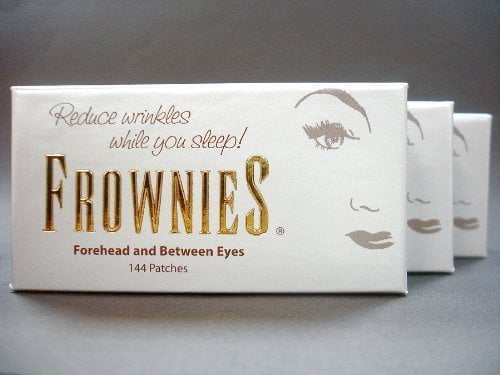 Reduce wrinkles
while you sleep!
FROWNIES®
Forehead and Between Eyes
144 Patches